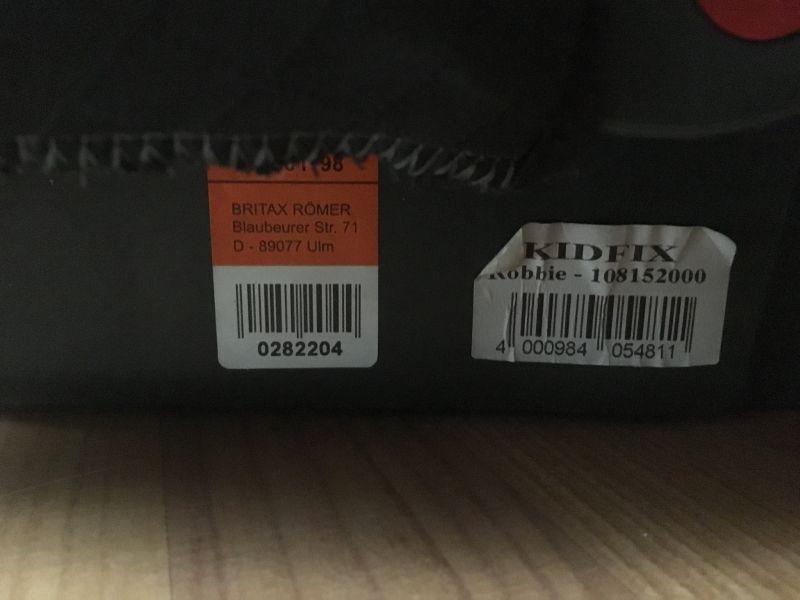 BRITAX RÖMER
Blaubeurer Str. 71
D - 89077 Ulm
0282204
KIDFIX
Robbie - 108152000
4 000984 054811